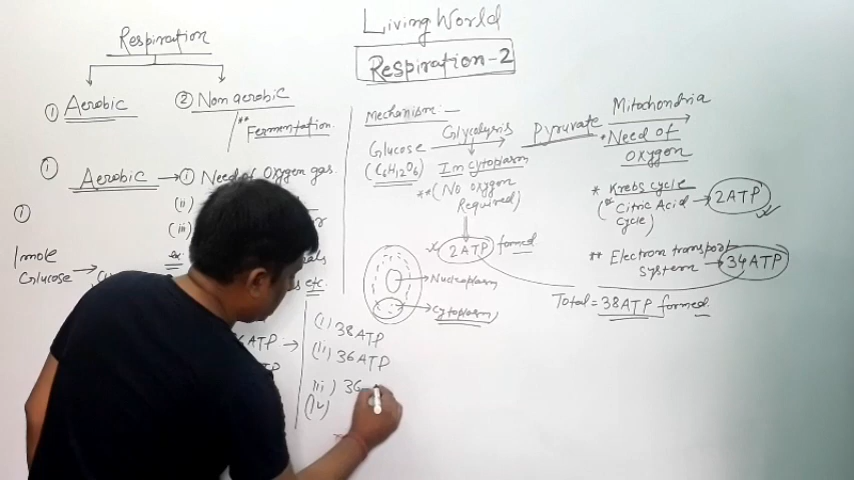 Living World
Respiration-2
Respiration
① Aerobic
② Non aerobic
** Fermentation.
① Aerobic → ① Need of Oxygen gas.
(ii)
(iii)
①
1mole
Glucose →
ex
etc.
ATP →
(i) 38ATP
(ii) 36ATP
iii) 36
(iv)
Mechanism:-
Glucose
(C6H12O6)
Glycolysis
In cytoplasm
**(No oxygen
Required)
* 2ATP formed
Nucleoplasm
Cytoplasm
Pyruvate
Mitochondria
*Need of
oxygen
* Krebs cycle
(or Citric Acid
cycle)
→ 2ATP
** Electron transport
system → 34ATP
Total = 38ATP formed